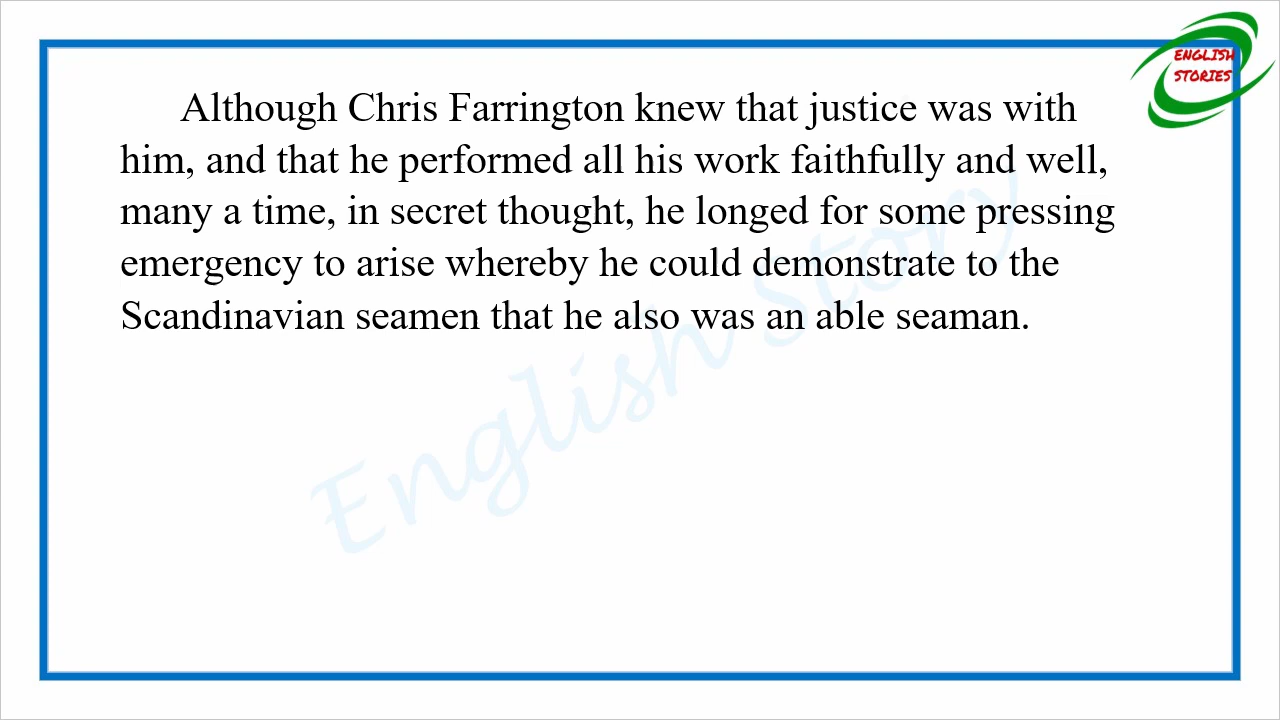 ENGLISH
STORIES
Although Chris Farrington knew that justice was with
him, and that he performed all his work faithfully and well,
many a time, in secret thought, he longed for some pressing
emergency to arise whereby he could demonstrate to the
Scandinavian seamen that he also was an able seaman.
English Story